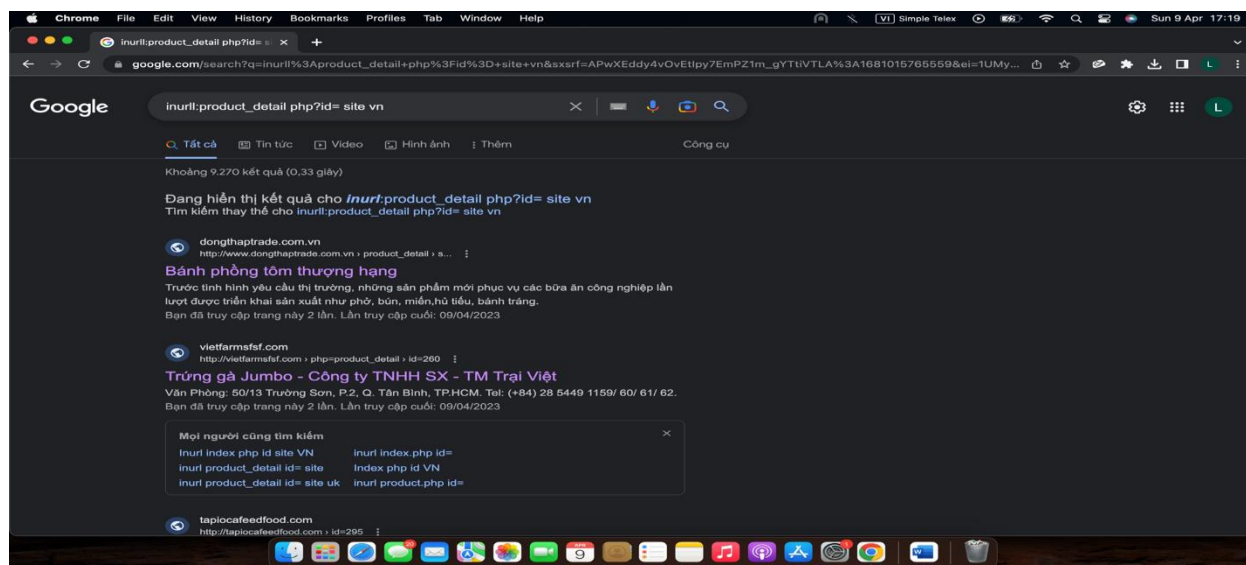 Chrome File Edit View History Bookmarks Profiles Tab Window Help VI Simple Telex Sun 9 Apr 17:19
inurll:product_detail php?id= s
google.com/search?q=inurll%3Aproduct_detail+php%3Fid%3D+site+vn&sxsrf=APwXEddy4vOvEtIpy7EmPZ1m_gYTtiVTLA%3A1681015765559&ei=1UMy...
Google inurll:product_detail php?id= site vn L
Tất cả Tin tức Video Hình ảnh Thêm Công cụ
Khoảng 9.270 kết quả (0,33 giây)
Đang hiển thị kết quả cho inurl:product_detail php?id= site vn
Tìm kiếm thay thế cho inurll:product_detail php?id= site vn
dongthaptrade.com.vn
http://www.dongthaptrade.com.vn › product_detail › s...
Bánh phồng tôm thượng hạng
Trước tình hình yêu cầu thị trường, những sản phẩm mới phục vụ các bữa ăn công nghiệp lần
lượt được triển khai sản xuất như phở, bún, miến,hủ tiếu, bánh tráng.
Bạn đã truy cập trang này 2 lần. Lần truy cập cuối: 09/04/2023
vietfarmsfsf.com
http://vietfarmsfsf.com › php=product_detail › id=260
Trứng gà Jumbo - Công ty TNHH SX - TM Trại Việt
Văn Phòng: 50/13 Trường Sơn, P.2, Q. Tân Bình, TP.HCM. Tel: (+84) 28 5449 1159/ 60/ 61/ 62.
Bạn đã truy cập trang này 2 lần. Lần truy cập cuối: 09/04/2023
Mọi người cũng tìm kiếm
Inurl index php id site VN inurl index.php id=
inurl product_detail id= site Index php id VN
inurl product_detail id= site uk inurl product.php id=
tapiocafeedfood.com
http://tapiocafeedfood.com › id=295
APR
9